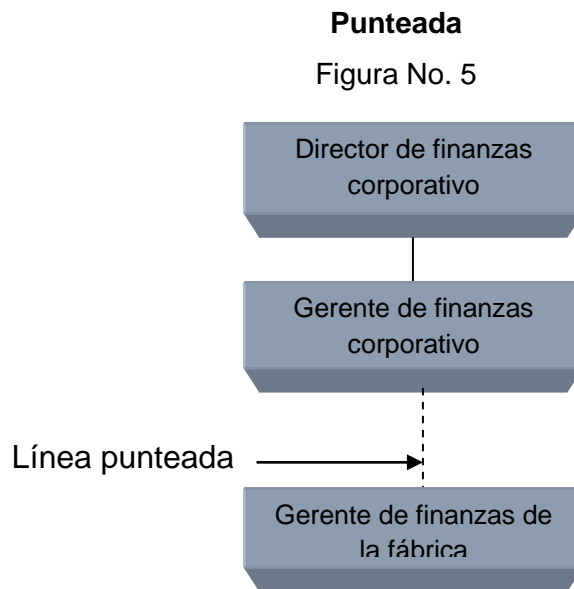 Punteada
Figura No. 5
Director de finanzas
corporativo
Gerente de finanzas
corporativo
Línea punteada
Gerente de finanzas de
la fábrica